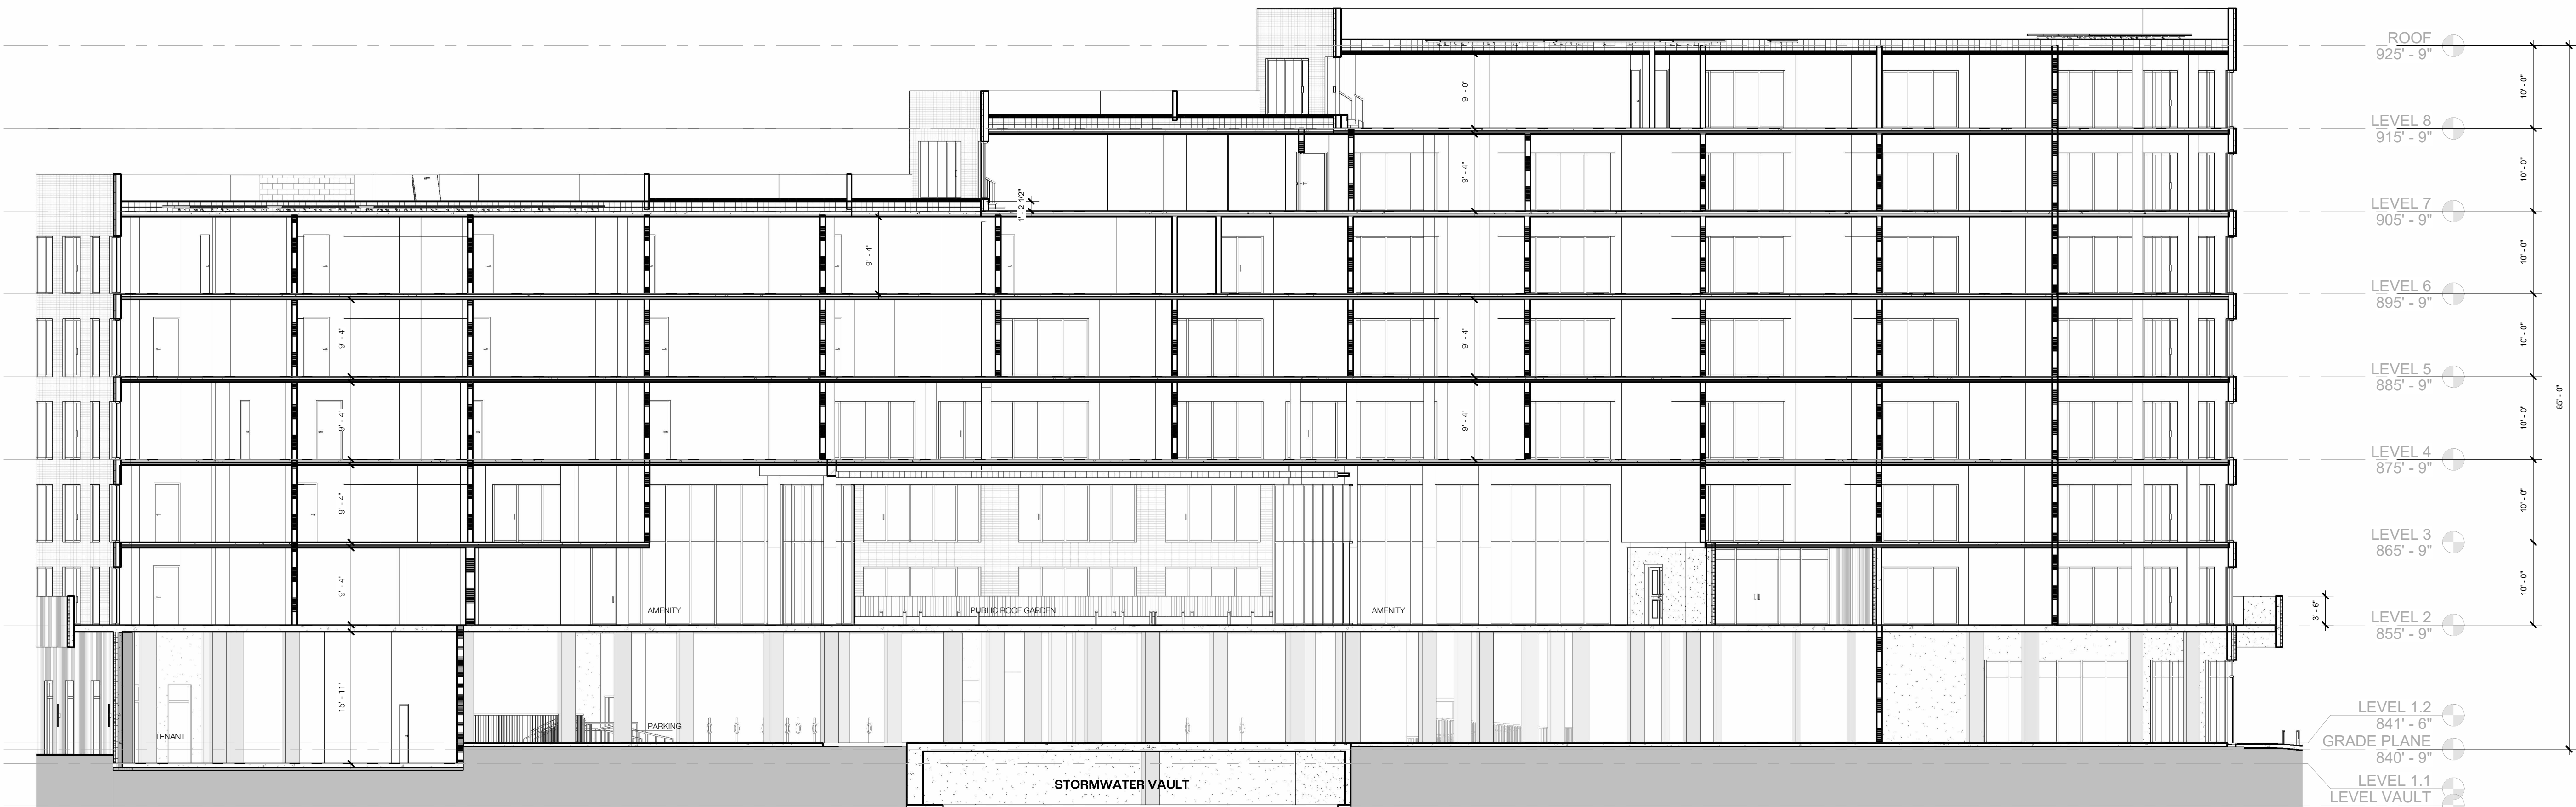 ROOF
925' - 9"
10' - 0"
9' - 0"
LEVEL 8
915' - 9"
10' - 0"
9' - 4"
1' - 2 1/2"
LEVEL 7
905' - 9"
10' - 0"
9' - 4"
LEVEL 6
895' - 9"
10' - 0"
9' - 4"
9' - 4"
LEVEL 5
885' - 9"
10' - 0"
85' - 0"
9' - 4"
9' - 4"
LEVEL 4
875' - 9"
10' - 0"
9' - 4"
LEVEL 3
865' - 9"
10' - 0"
9' - 4"
AMENITY
PUBLIC ROOF GARDEN
AMENITY
3' - 6"
LEVEL 2
855' - 9"
15' - 11"
TENANT
PARKING
LEVEL 1.2
841' - 6"
GRADE PLANE
840' - 9"
STORMWATER VAULT
LEVEL 1.1
LEVEL VAULT